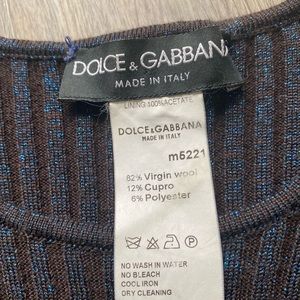 DOLCE & GABBANA
MADE IN ITALY
LINING 100%ACETATE
DOLCE&GABBANA
MADE IN ITALY
m5221
82% Virgin wool
12% Cupro
6% Polyester
NO WASH IN WATER
NO BLEACH
COOL IRON
DRY CLEANING